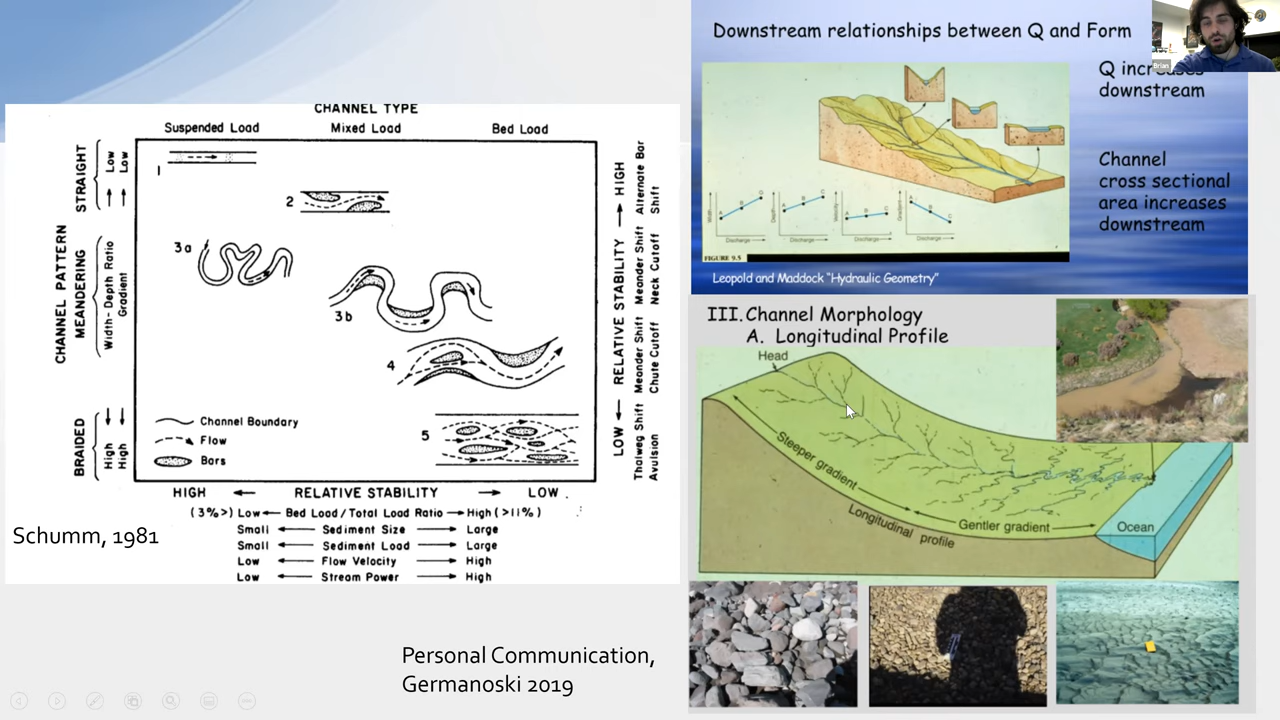 CHANNEL TYPE
Suspended Load Mixed Load Bed Load
CHANNEL PATTERN
STRAIGHT
Low
Low
MEANDERING
Width-Depth Ratio
Gradient
BRAIDED
High
High
1
2
3a
3b
4
5
Channel Boundary
Flow
Bars
LOW RELATIVE STABILITY HIGH
Thalweg Shift Meander Shift Meander Shift Alternate Bar
Avulsion Chute Cutoff Neck Cutoff Shift
HIGH RELATIVE STABILITY LOW
(3%>) Low Bed Load/Total Load Ratio High (>11%)
Small Sediment Size Large
Small Sediment Load Large
Low Flow Velocity High
Low Stream Power High
Schumm, 1981
Personal Communication,
Germanoski 2019
Downstream relationships between Q and Form
Brian
Q increases
downstream
Channel
cross sectional
area increases
downstream
Width
Depth
Velocity
Gradient
A B C
A B C
A B C
A B C
Discharge Discharge Discharge Discharge
FIGURE 9.5
Leopold and Maddock "Hydraulic Geometry"
III. Channel Morphology
A. Longitudinal Profile
Head
Steeper gradient
Longitudinal profile
Gentler gradient
Ocean